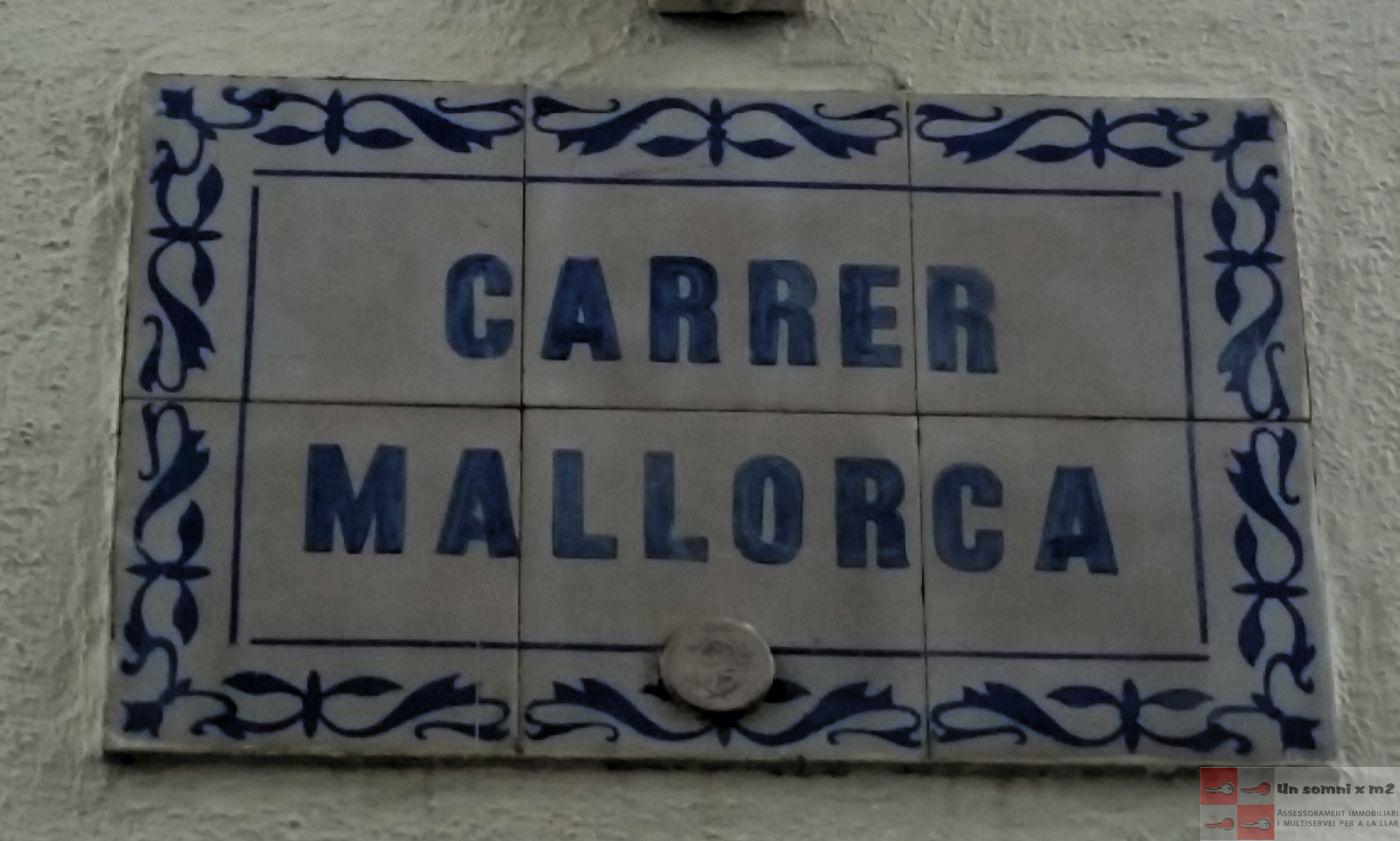 CARRER
MALLORCA
Un somni x m2
ASSESSORAMENT IMMOBILIARI
I MULTISERVEI PER A LA LLAR